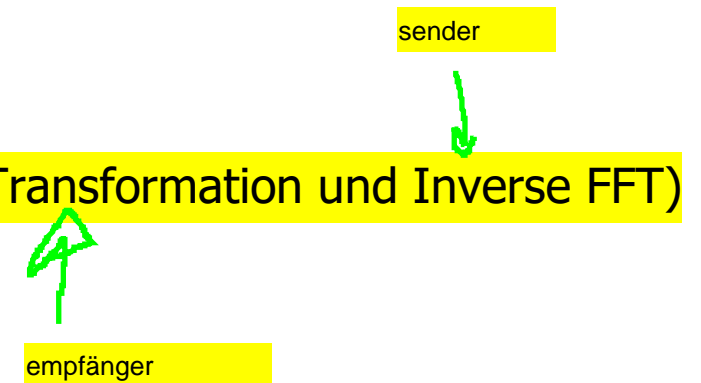 sender
Transformation und Inverse FFT)
empfänger